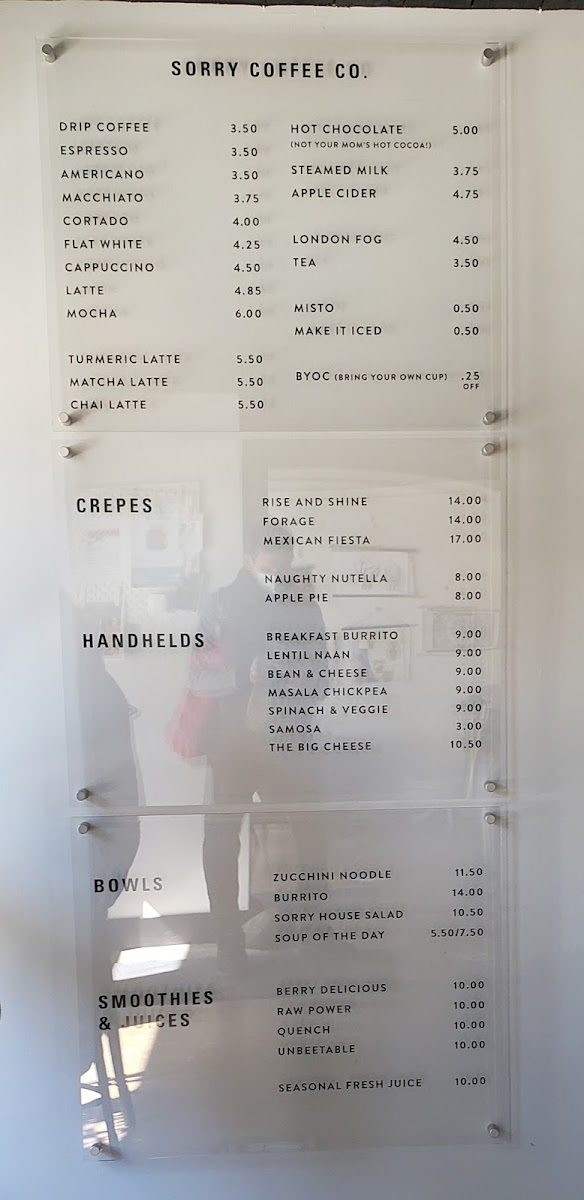 SORRY COFFEE CO.
DRIP COFFEE 3.50
ESPRESSO 3.50
AMERICANO 3.50
MACCHIATO 3.75
CORTADO 4.00
FLAT WHITE 4.25
CAPPUCCINO 4.50
LATTE 4.85
MOCHA 6.00
TURMERIC LATTE 5.50
MATCHA LATTE 5.50
CHAI LATTE 5.50
HOT CHOCOLATE 5.00
(NOT YOUR MOM'S HOT COCOA!)
STEAMED MILK 3.75
APPLE CIDER 4.75
LONDON FOG 4.50
TEA 3.50
MISTO 0.50
MAKE IT ICED 0.50
BYOC (BRING YOUR OWN CUP) .25
OFF
CREPES
RISE AND SHINE 14.00
FORAGE 14.00
MEXICAN FIESTA 17.00
NAUGHTY NUTELLA 8.00
APPLE PIE 8.00
HANDHELDS
BREAKFAST BURRITO 9.00
LENTIL NAAN 9.00
BEAN & CHEESE 9.00
MASALA CHICKPEA 9.00
SPINACH & VEGGIE 9.00
SAMOSA 3.00
THE BIG CHEESE 10.50
BOWLS
ZUCCHINI NOODLE 11.50
BURRITO 14.00
SORRY HOUSE SALAD 10.50
SOUP OF THE DAY 5.50/7.50
SMOOTHIES
& JUICES
BERRY DELICIOUS 10.00
RAW POWER 10.00
QUENCH 10.00
UNBEETABLE 10.00
SEASONAL FRESH JUICE 10.00